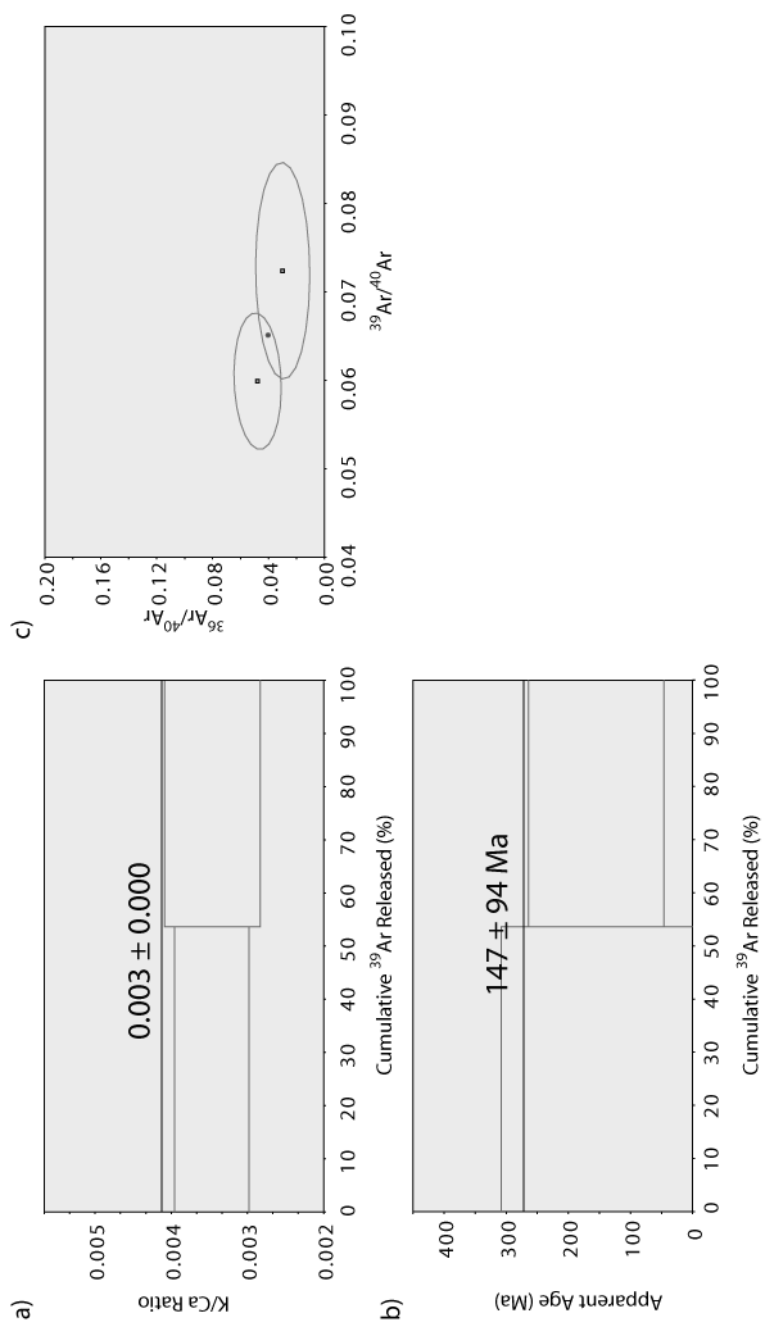 a)
K/Ca Ratio
0.005
0.004
0.003
0.002
0.003 ± 0.000
0 10 20 30 40 50 60 70 80 90 100
Cumulative ³⁹Ar Released (%)
b)
Apparent Age (Ma)
400
300
200
100
0
147 ± 94 Ma
0 10 20 30 40 50 60 70 80 90 100
Cumulative ³⁹Ar Released (%)
c)
³⁶Ar/⁴⁰Ar
0.20
0.16
0.12
0.08
0.04
0.00
0.04 0.05 0.06 0.07 0.08 0.09 0.10
³⁹Ar/⁴⁰Ar